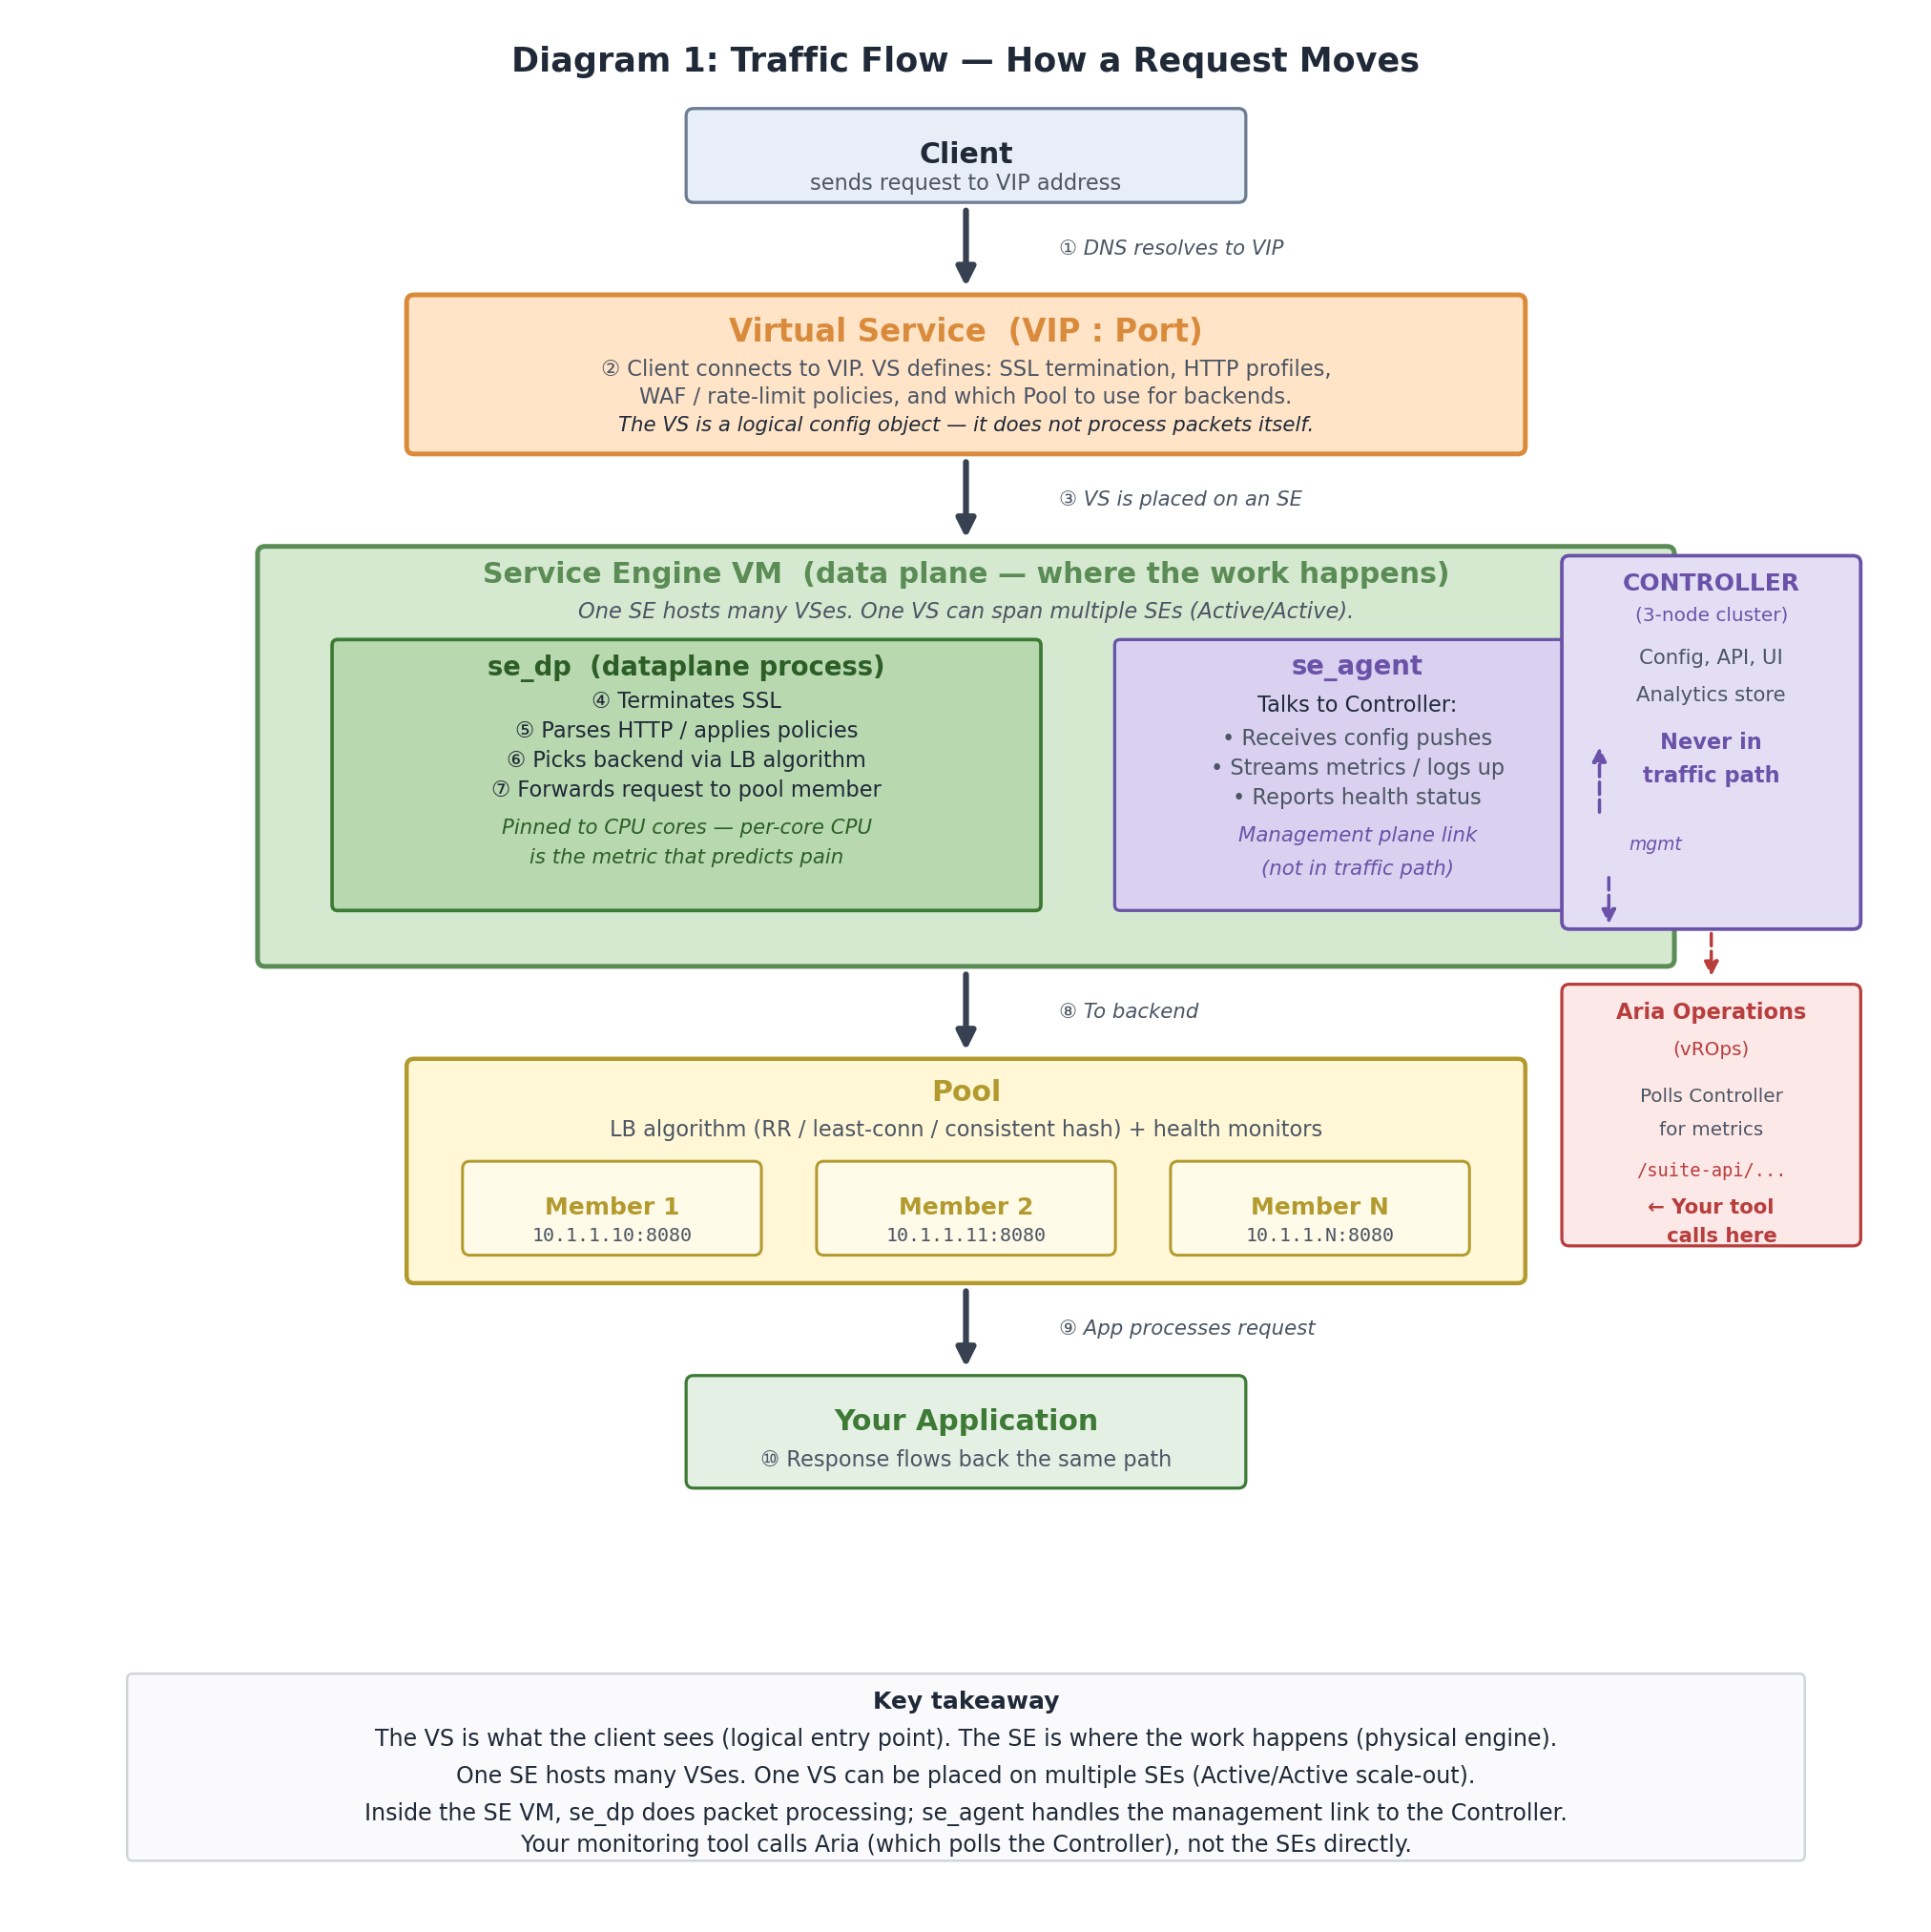 Diagram 1: Traffic Flow — How a Request Moves
Client
sends request to VIP address
① DNS resolves to VIP
Virtual Service  (VIP : Port)
② Client connects to VIP. VS defines: SSL termination, HTTP profiles,
WAF / rate-limit policies, and which Pool to use for backends.
The VS is a logical config object — it does not process packets itself.
③ VS is placed on an SE
Service Engine VM  (data plane — where the work happens)
One SE hosts many VSes. One VS can span multiple SEs (Active/Active).
se_dp  (dataplane process)
④ Terminates SSL
⑤ Parses HTTP / applies policies
⑥ Picks backend via LB algorithm
⑦ Forwards request to pool member
Pinned to CPU cores — per-core CPU
is the metric that predicts pain
se_agent
Talks to Controller:
• Receives config pushes
• Streams metrics / logs up
• Reports health status
Management plane link
(not in traffic path)
CONTROLLER
(3-node cluster)
Config, API, UI
Analytics store
Never in
traffic path
mgmt
⑧ To backend
Aria Operations
(vROps)
Polls Controller
for metrics
/suite-api/...
← Your tool
calls here
Pool
LB algorithm (RR / least-conn / consistent hash) + health monitors
Member 1
10.1.1.10:8080
Member 2
10.1.1.11:8080
Member N
10.1.1.N:8080
⑨ App processes request
Your Application
⑩ Response flows back the same path
Key takeaway
The VS is what the client sees (logical entry point). The SE is where the work happens (physical engine).
One SE hosts many VSes. One VS can be placed on multiple SEs (Active/Active scale-out).
Inside the SE VM, se_dp does packet processing; se_agent handles the management link to the Controller.
Your monitoring tool calls Aria (which polls the Controller), not the SEs directly.